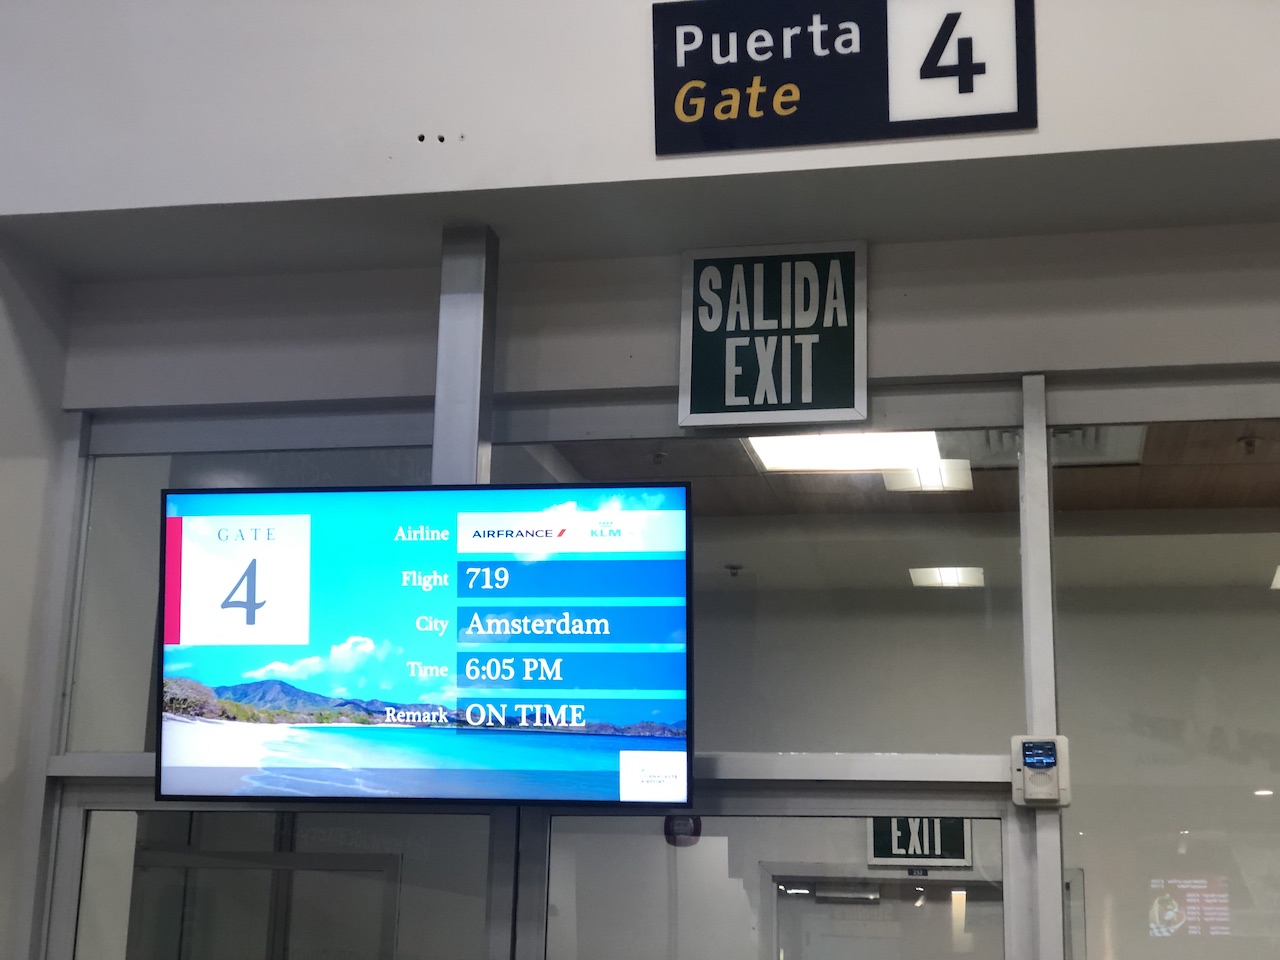 Puerta
Gate
4
SALIDA
EXIT
GATE
4
Airline AIRFRANCE KLM
Flight 719
City Amsterdam
Time 6:05 PM
Remark ON TIME
EXIT